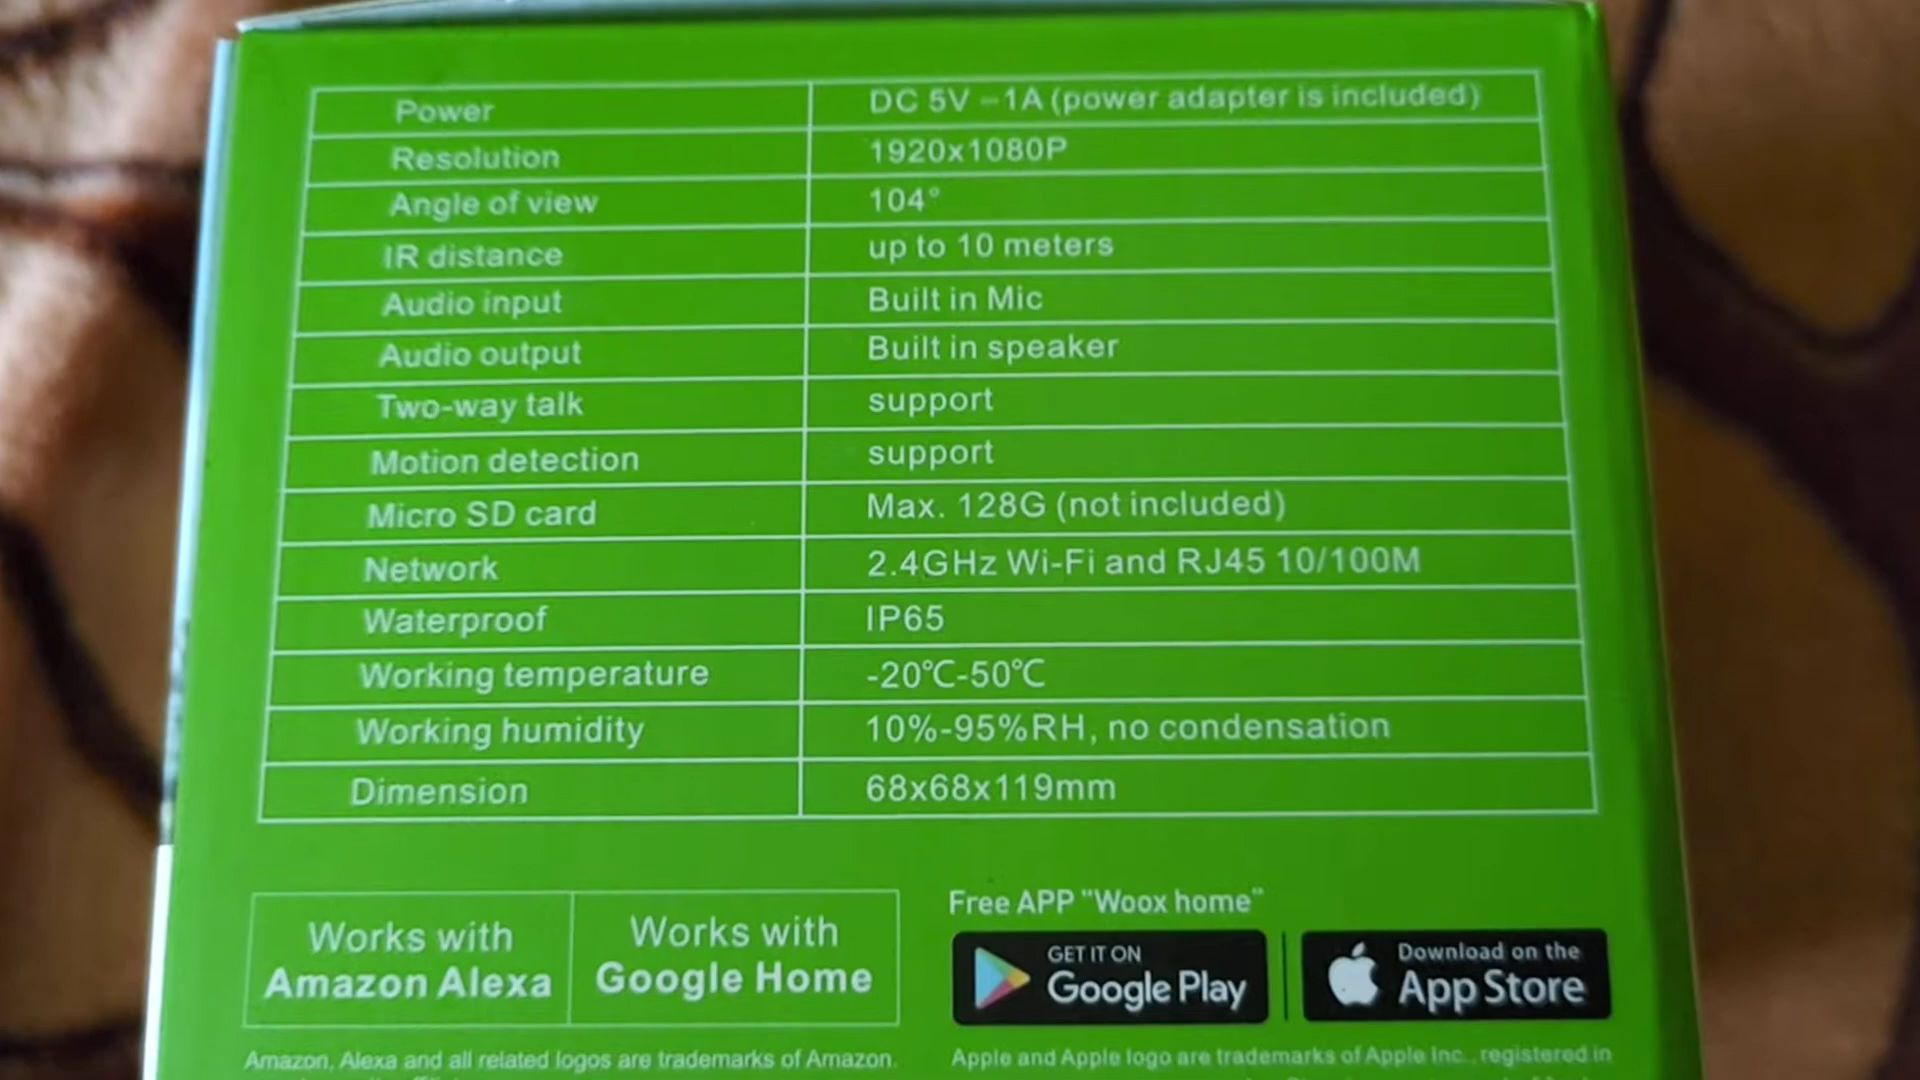 Power DC 5V – 1A (power adapter is included)
Resolution 1920x1080P
Angle of view 104°
IR distance up to 10 meters
Audio input Built in Mic
Audio output Built in speaker
Two-way talk support
Motion detection support
Micro SD card Max. 128G (not included)
Network 2.4GHz Wi-Fi and RJ45 10/100M
Waterproof IP65
Working temperature -20℃-50℃
Working humidity 10%-95%RH, no condensation
Dimension 68x68x119mm
Works with
Amazon Alexa
Works with
Google Home
Free APP "Woox home"
GET IT ON
Google Play
Download on the
App Store
Amazon, Alexa and all related logos are trademarks of Amazon.
Apple and Apple logo are trademarks of Apple Inc., registered in